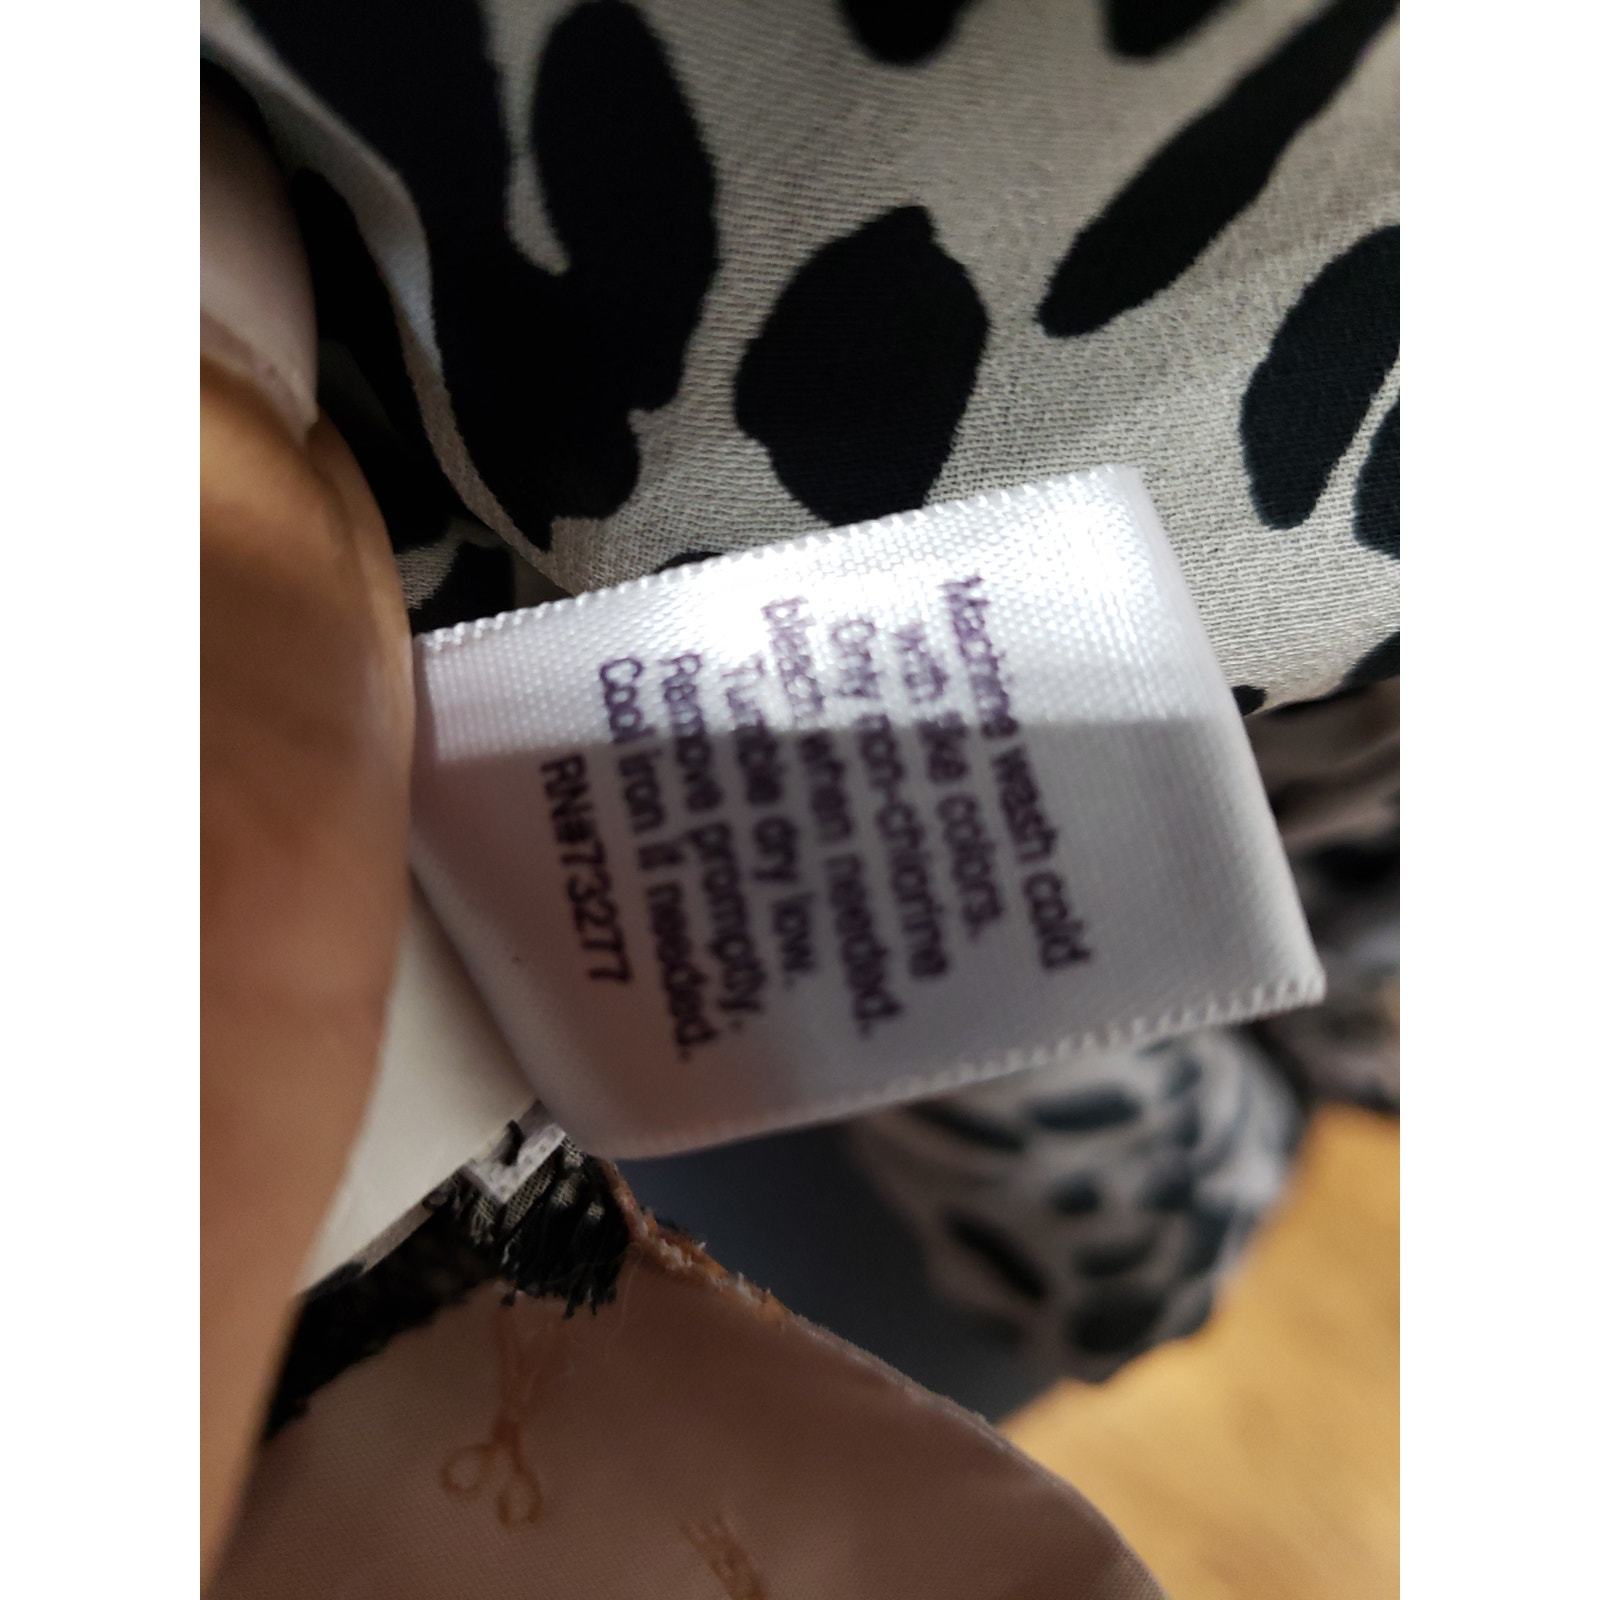 Machine wash cold
with like colors.
Only non-chlorine
bleach when needed.
Tumble dry low.
Remove promptly.
Cool iron if needed.
RN#73277